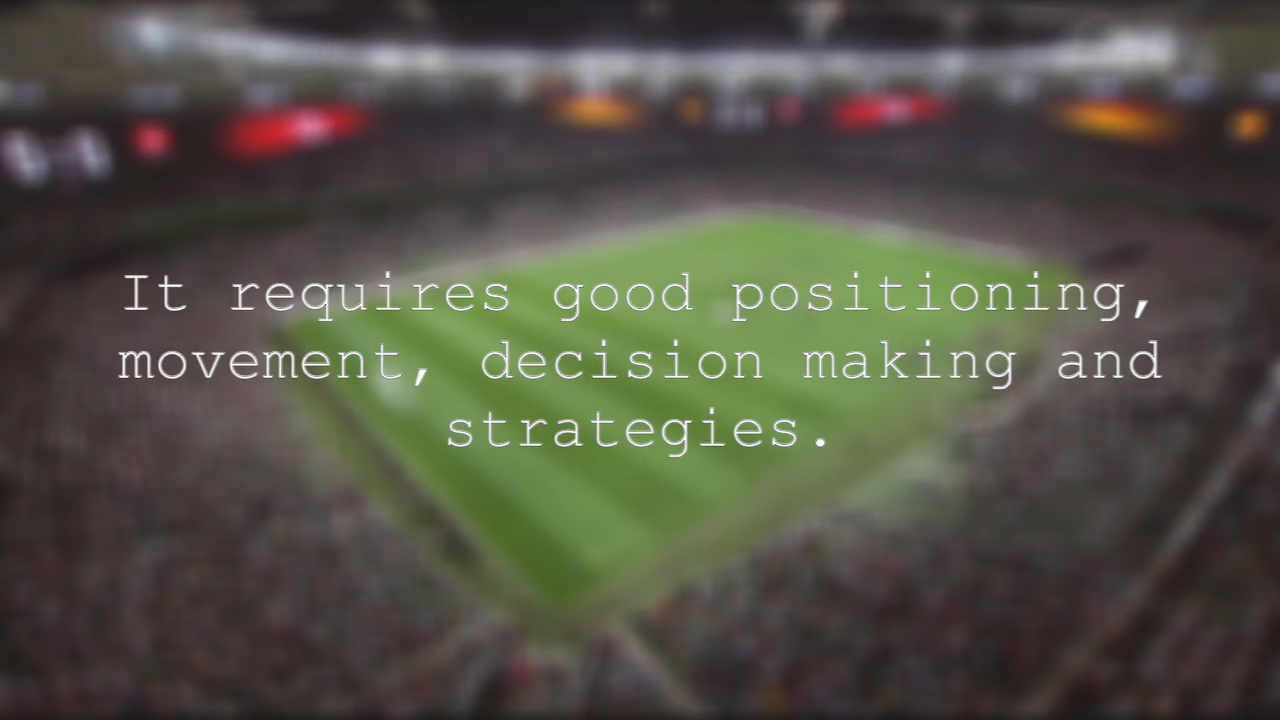 It requires good positioning,
movement, decision making and
strategies.